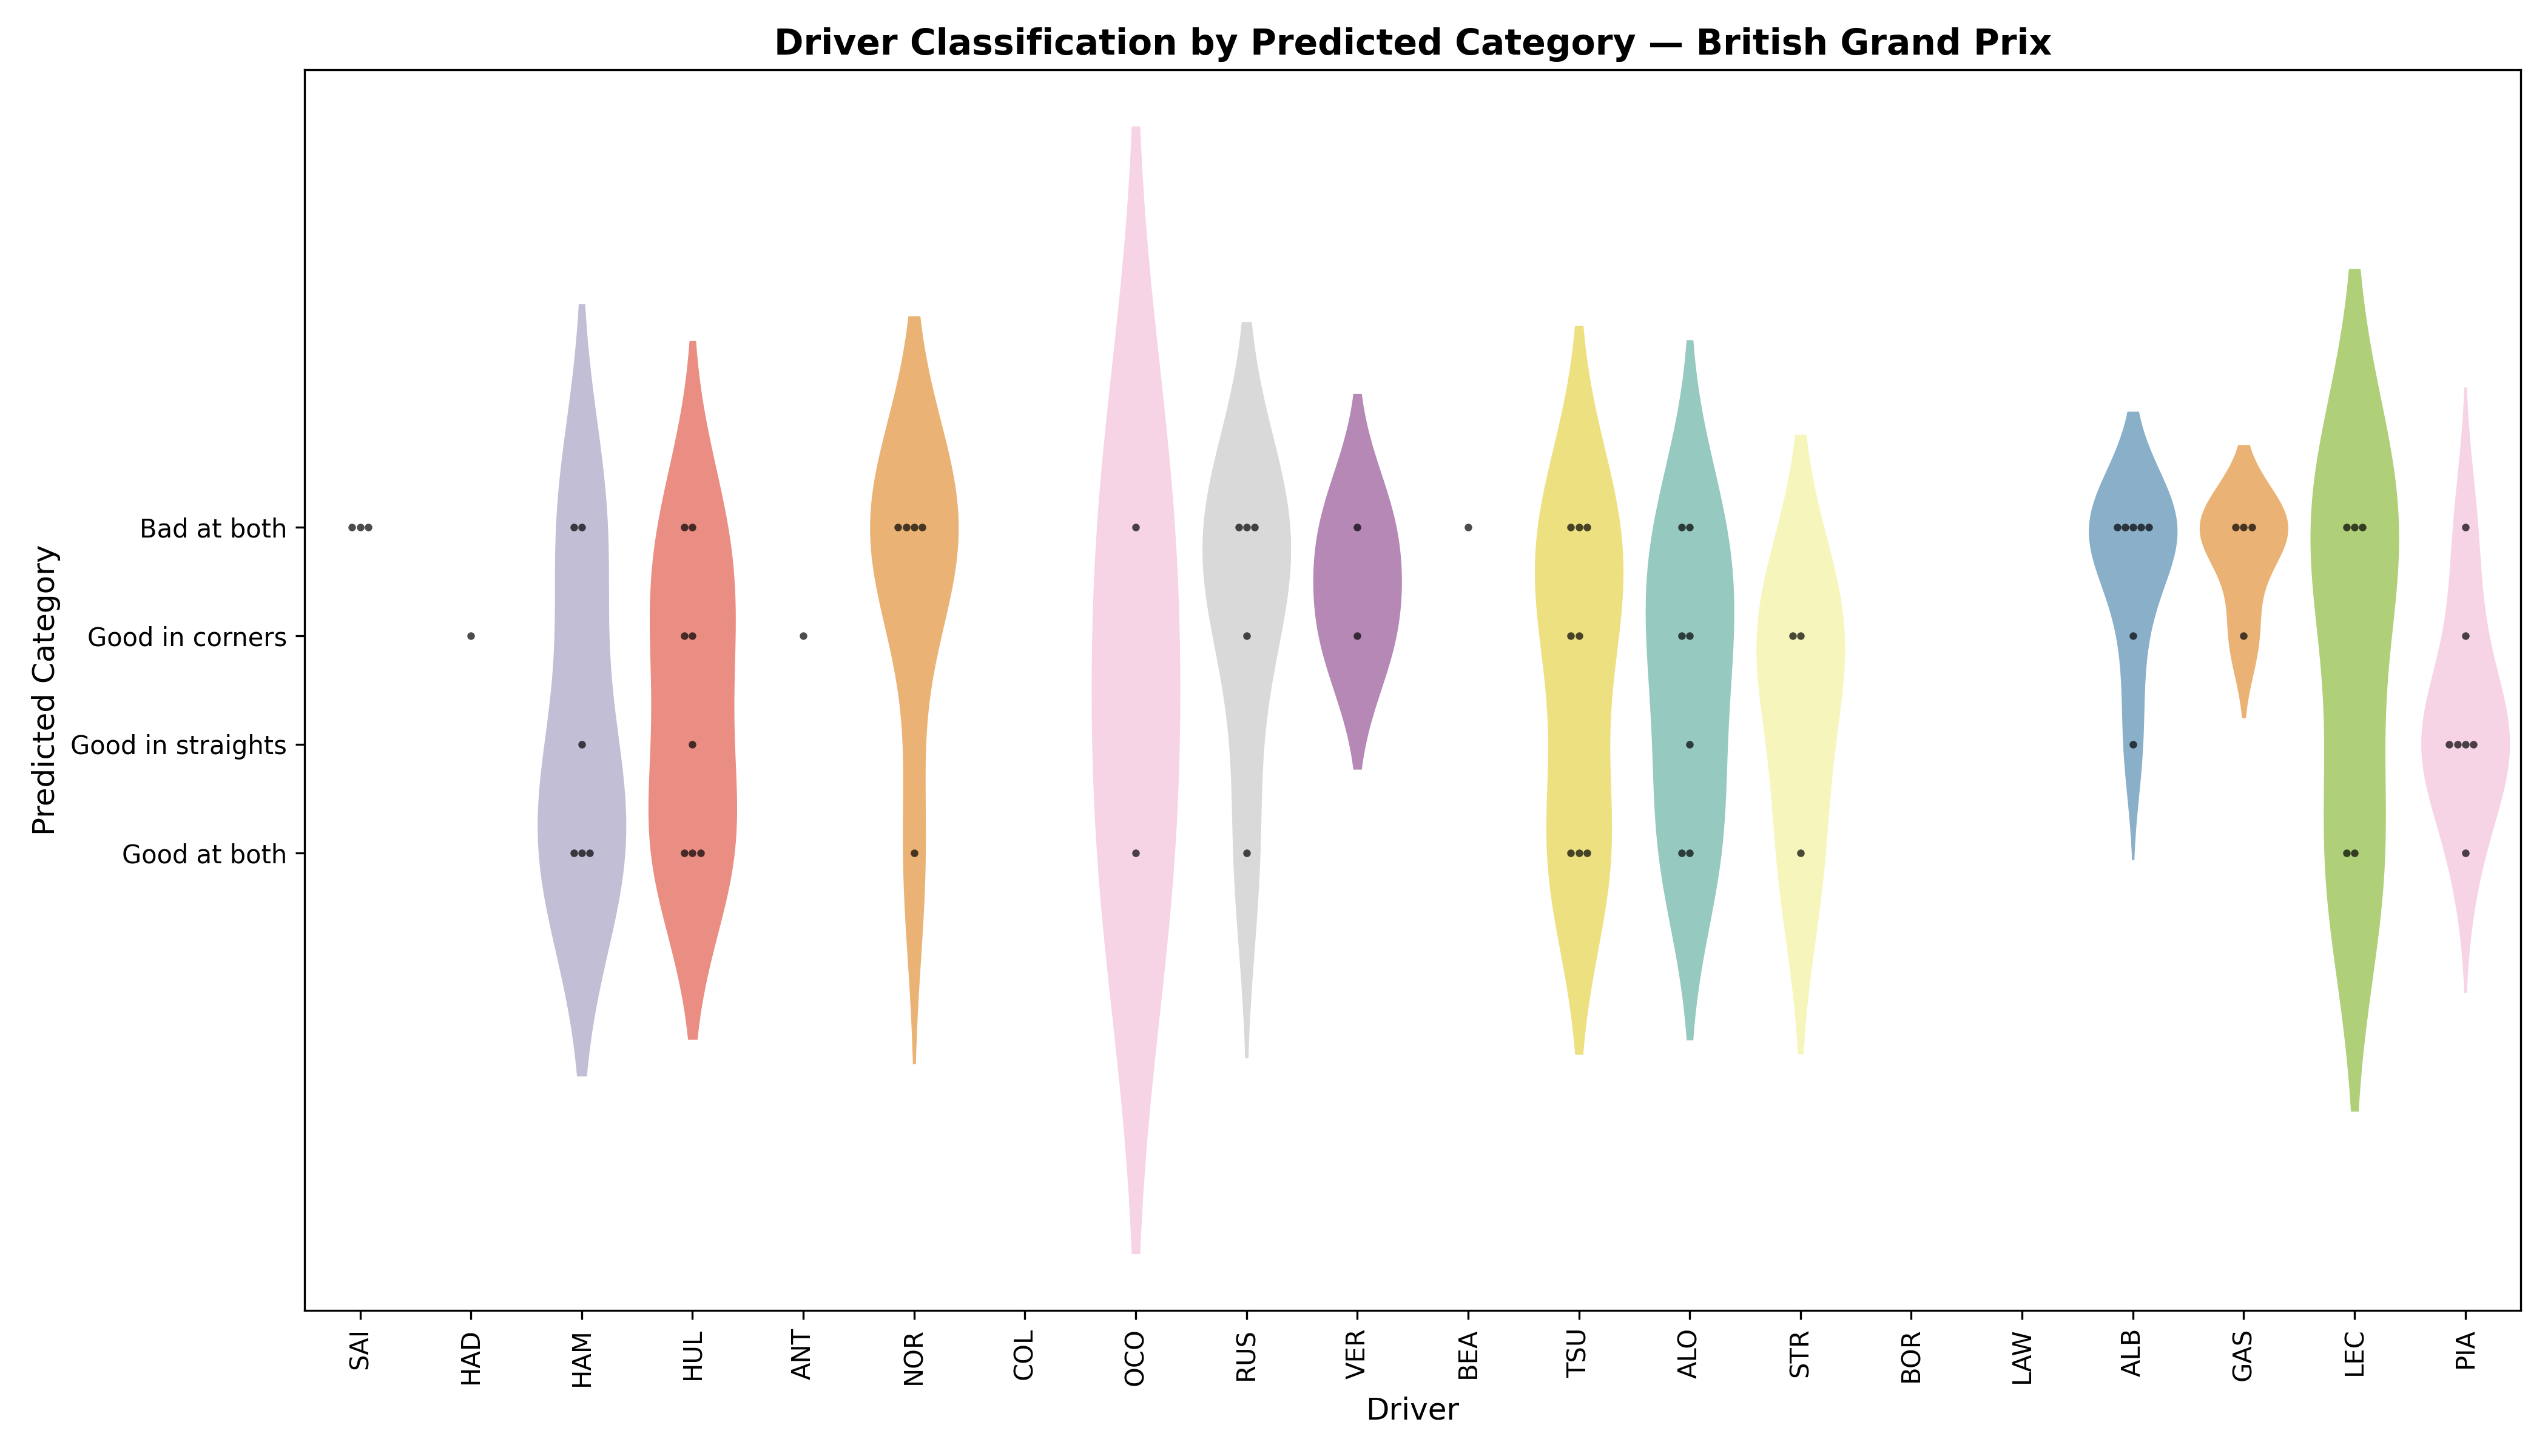 Driver Classification by Predicted Category — British Grand Prix
Predicted Category
Bad at both
Good in corners
Good in straights
Good at both
SAI
HAD
HAM
HUL
ANT
NOR
COL
OCO
RUS
VER
BEA
TSU
ALO
STR
BOR
LAW
ALB
GAS
LEC
PIA
Driver